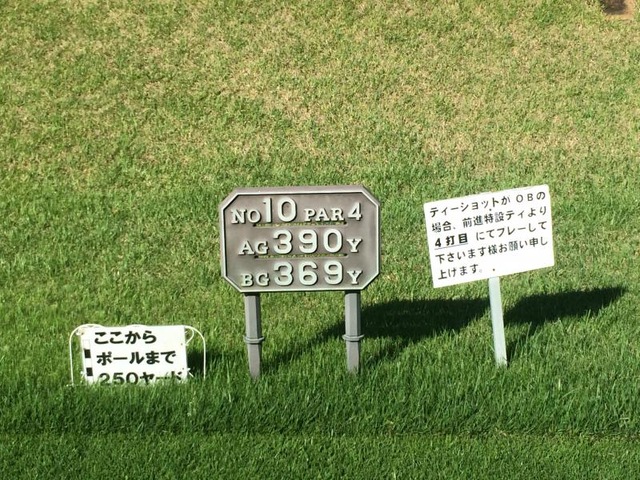 ここから
ポールまで
250ヤード
NO10 PAR4
AG390Y
BG369Y
ティーショットが OBの
場合、前進特設ティより
4打目 にてプレーして
下さいます様お願い申し
上げます。